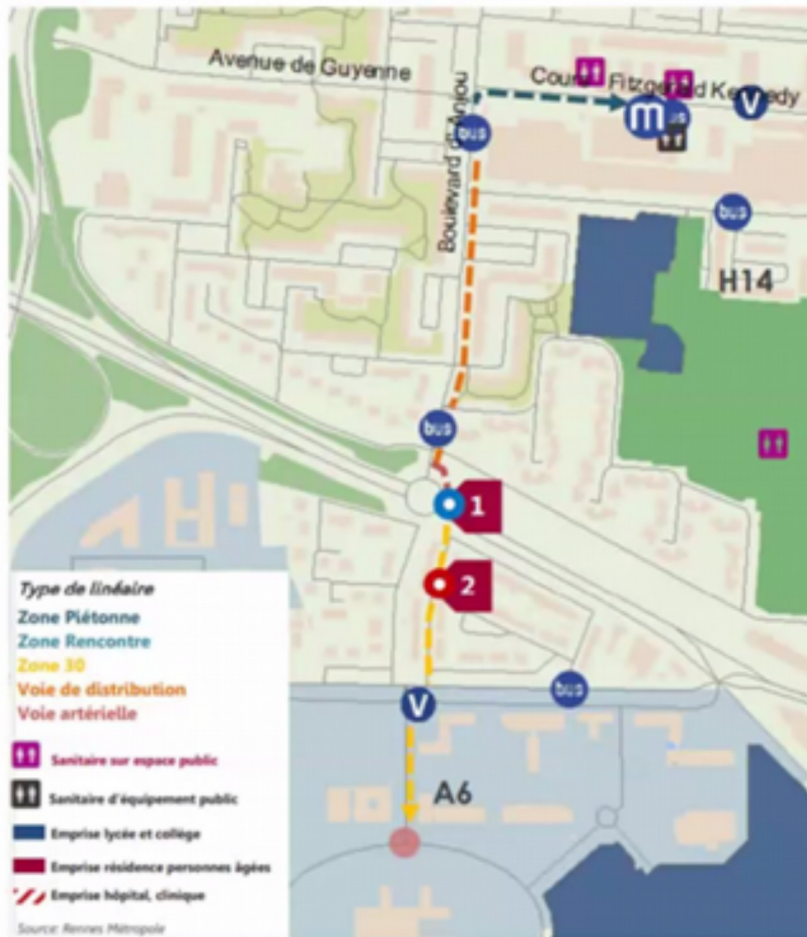 Avenue de Guyenne
Boulevard d'Anjou
Cours Fitzgerald Kennedy
m
bus
V
bus
bus
H14
bus
1
2
V
bus
A6
Type de linéaire
Zone Piétonne
Zone Rencontre
Zone 30
Voie de distribution
Voie artérielle
Sanitaire sur espace public
Sanitaire d'équipement public
Emprise lycée et collège
Emprise résidence personnes âgées
Emprise hôpital, clinique
Source: Rennes Métropole